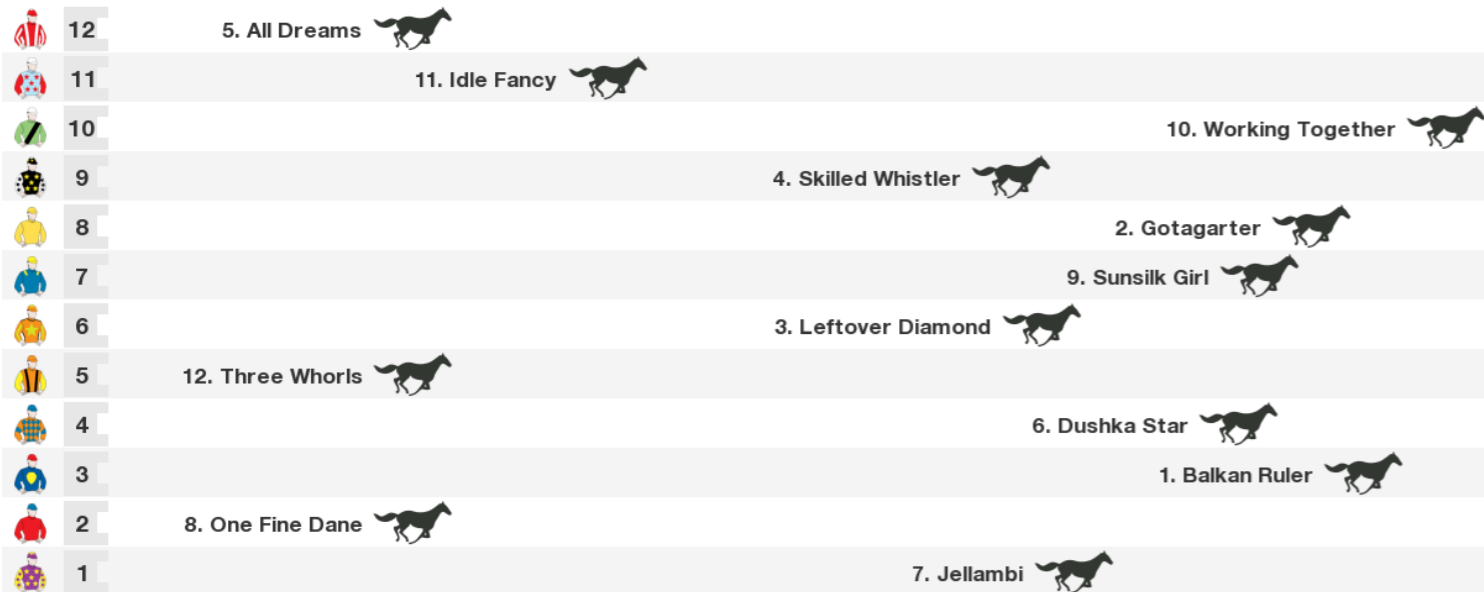 12 5. All Dreams
11 11. Idle Fancy
10 10. Working Together
9 4. Skilled Whistler
8 2. Gotagarter
7 9. Sunsilk Girl
6 3. Leftover Diamond
5 12. Three Whorls
4 6. Dushka Star
3 1. Balkan Ruler
2 8. One Fine Dane
1 7. Jellambi